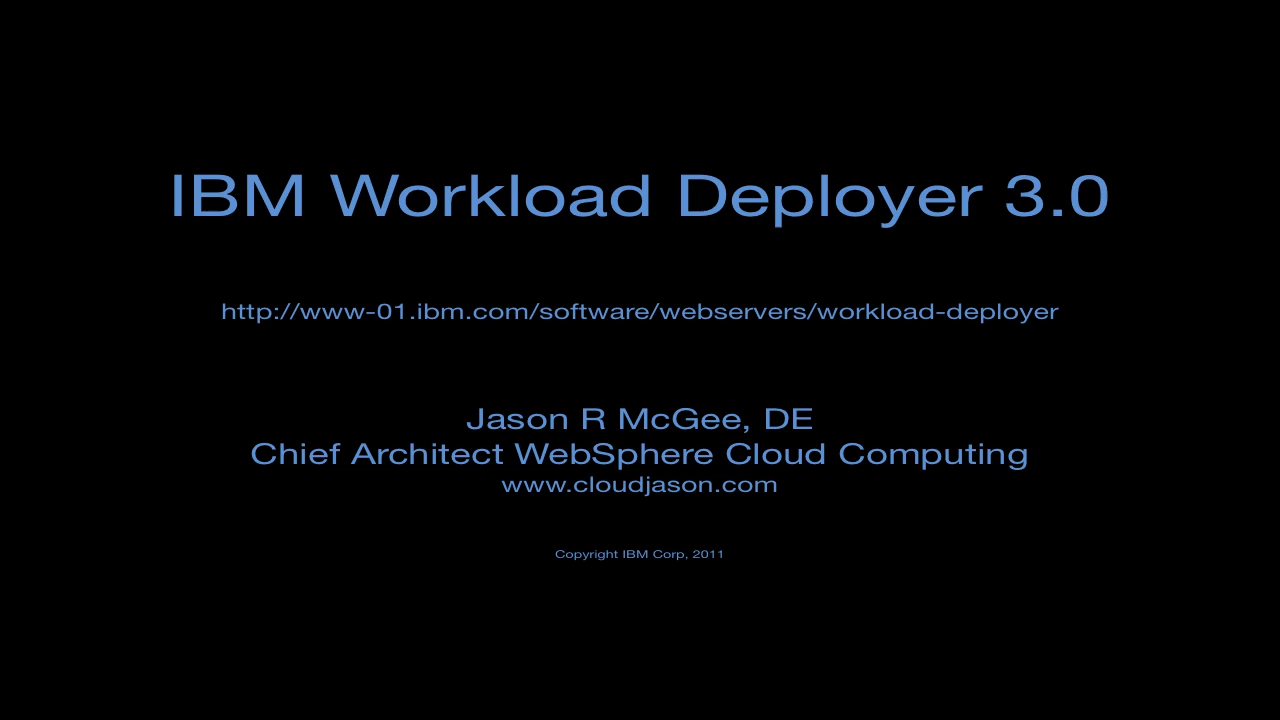 IBM Workload Deployer 3.0
http://www-01.ibm.com/software/webservers/workload-deployer
Jason R McGee, DE
Chief Architect WebSphere Cloud Computing
www.cloudjason.com
Copyright IBM Corp, 2011